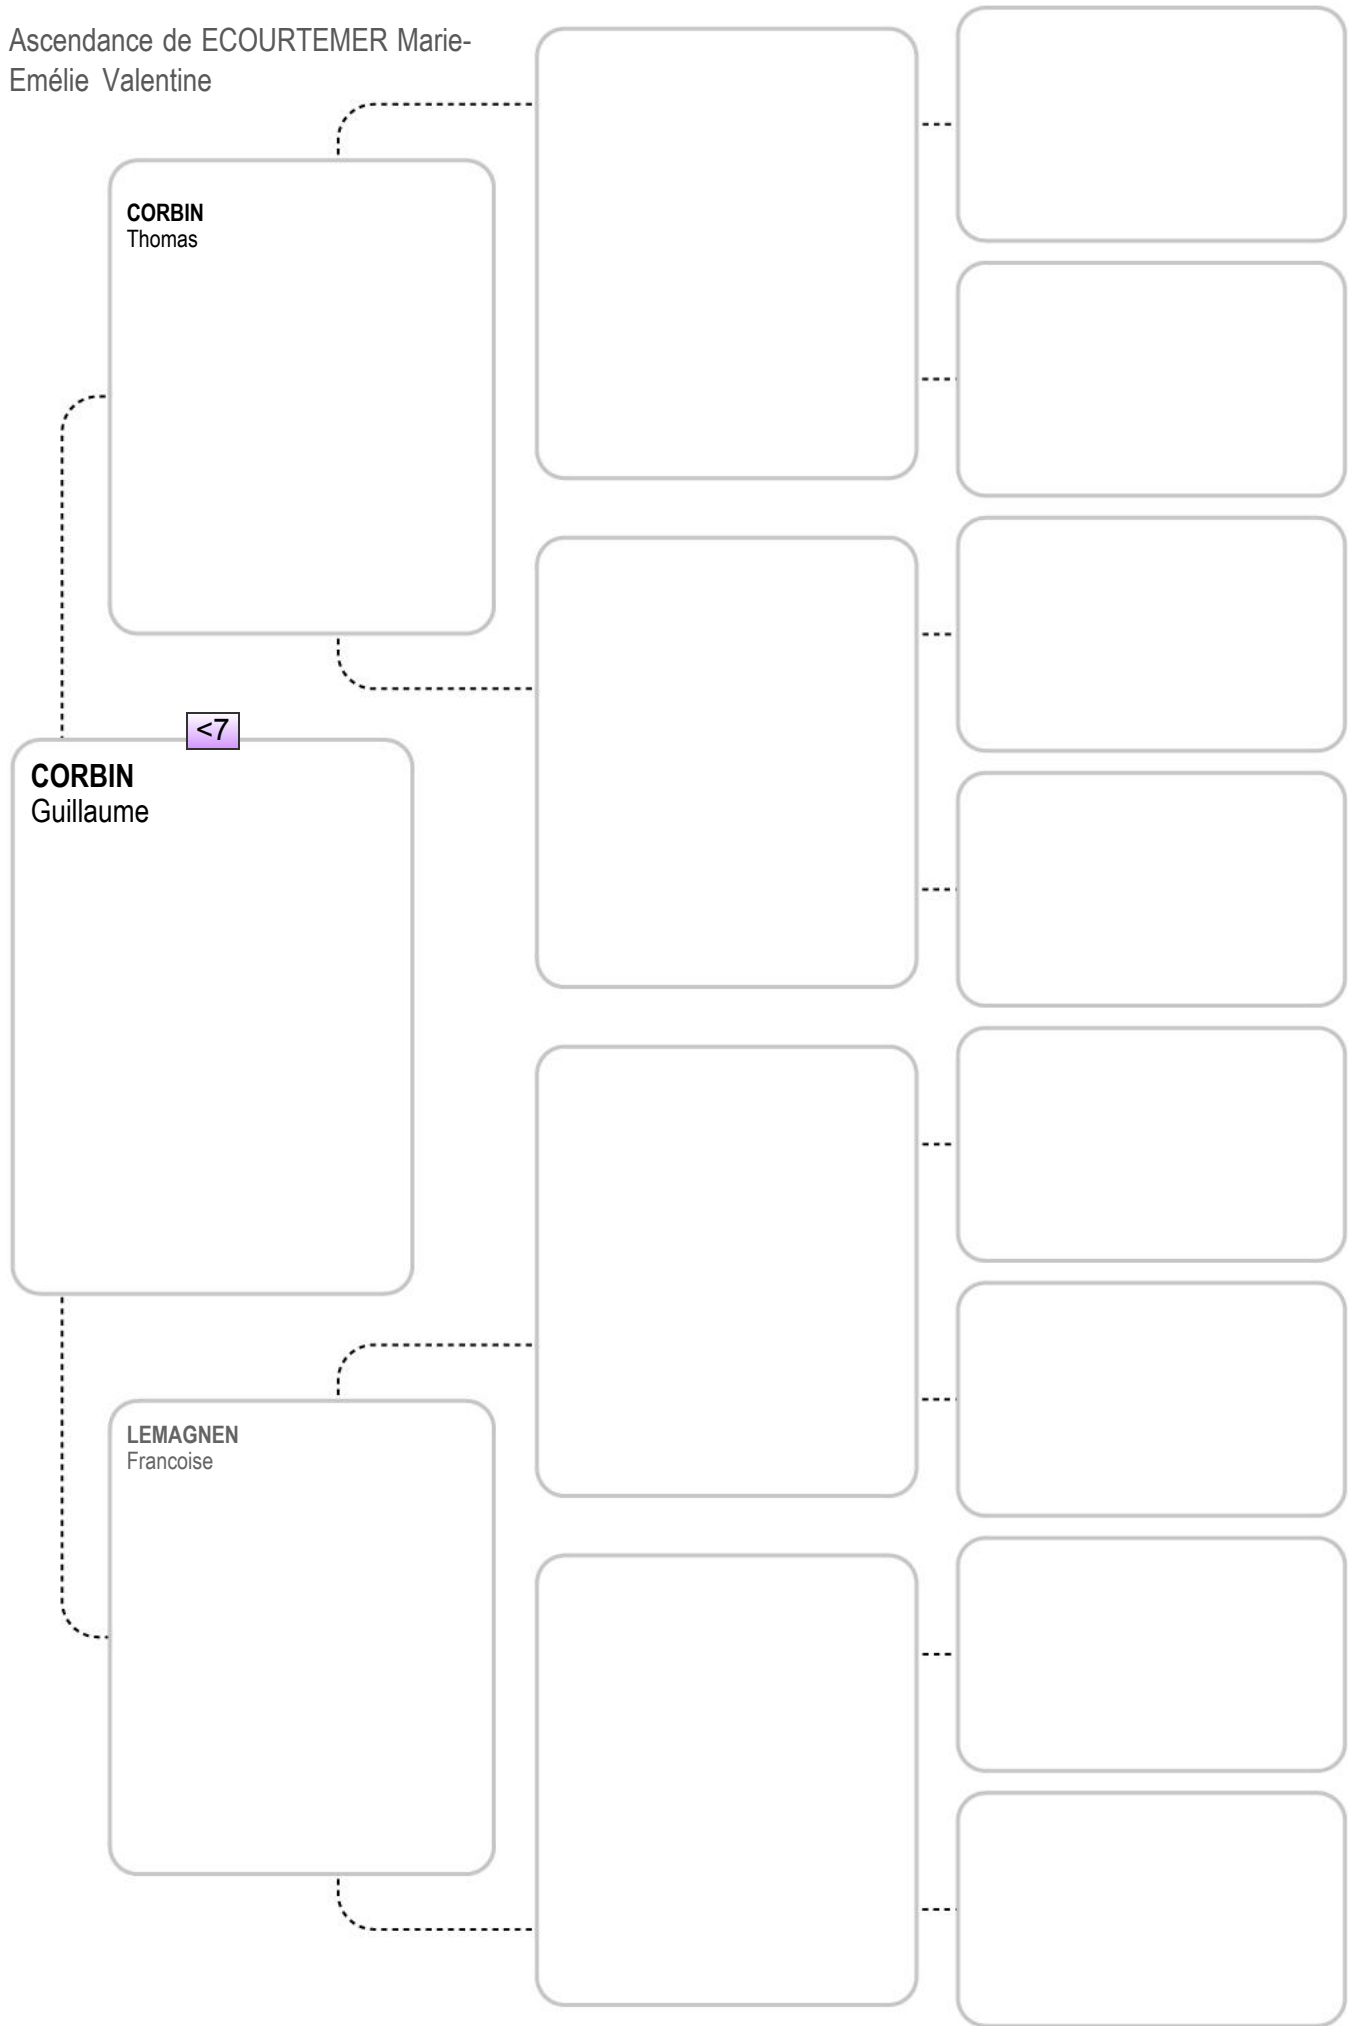 Ascendance de ECOURTEMER Marie-
Emélie Valentine
CORBIN
Thomas
<7
CORBIN
Guillaume
LEMAGNEN
Francoise